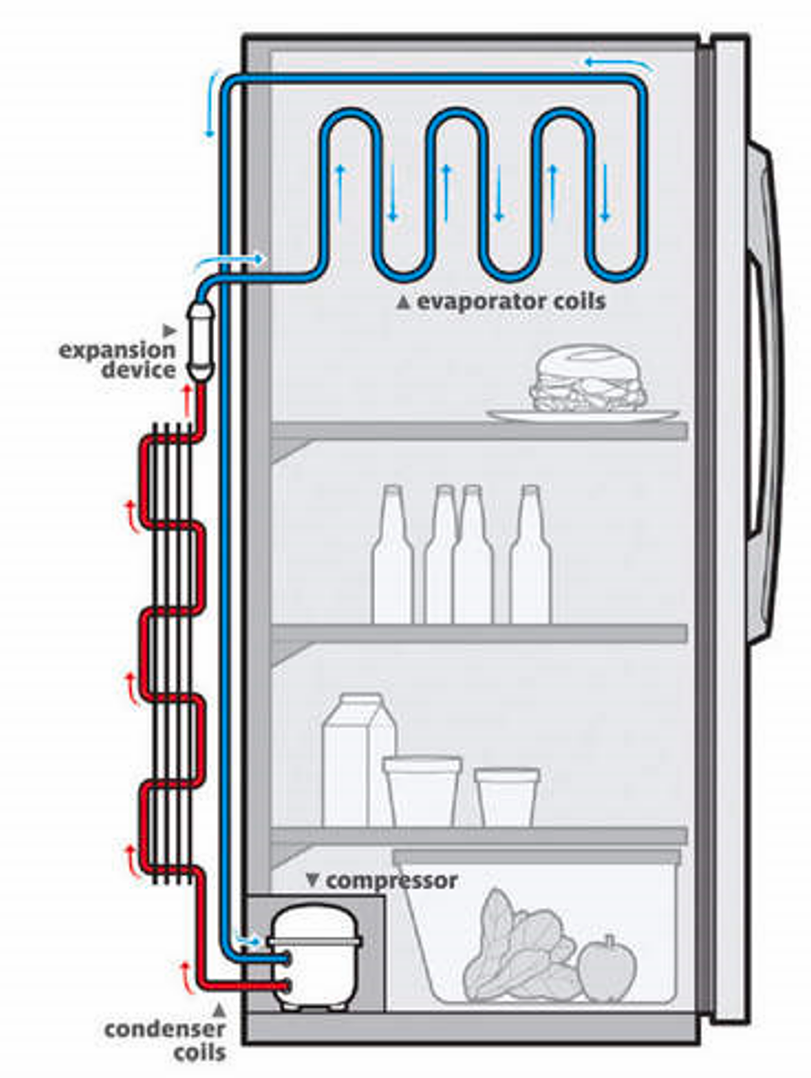 evaporator coils
expansion
device
compressor
condenser
coils